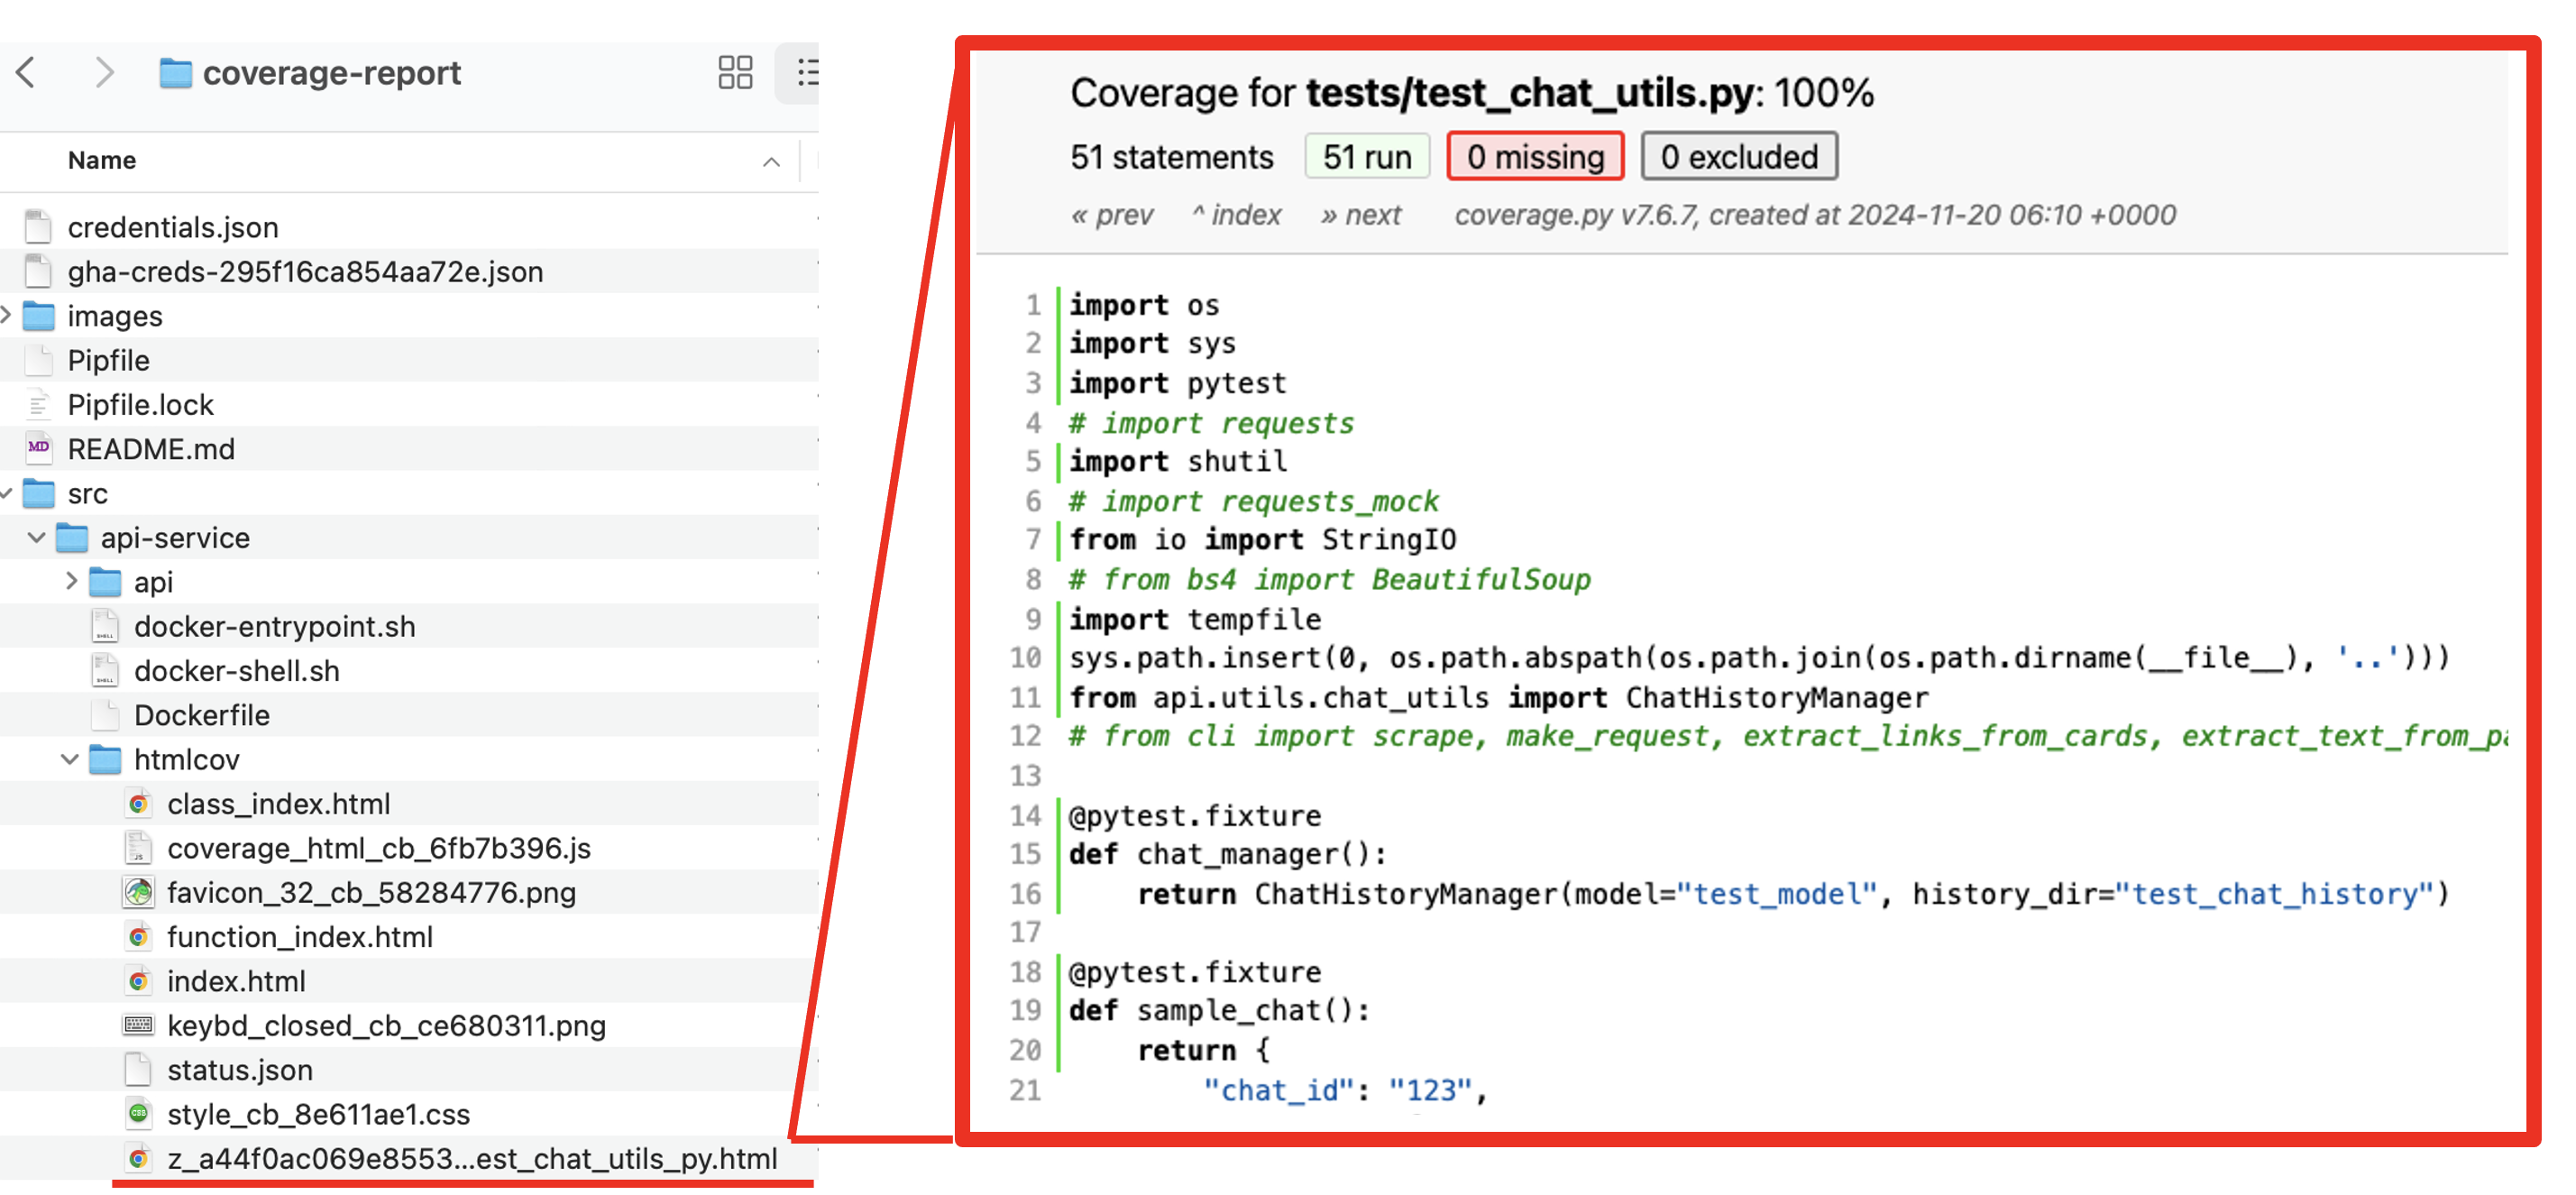 coverage-report
Name
credentials.json
gha-creds-295f16ca854aa72e.json
images
Pipfile
Pipfile.lock
MD README.md
src
api-service
api
docker-entrypoint.sh
docker-shell.sh
Dockerfile
htmlcov
class_index.html
coverage_html_cb_6fb7b396.js
favicon_32_cb_58284776.png
function_index.html
index.html
keybd_closed_cb_ce680311.png
status.json
style_cb_8e611ae1.css
z_a44f0ac069e8553...est_chat_utils_py.html
Coverage for tests/test_chat_utils.py: 100%
51 statements 51 run 0 missing 0 excluded
« prev ^ index » next coverage.py v7.6.7, created at 2024-11-20 06:10 +0000
1 import os
2 import sys
3 import pytest
4 # import requests
5 import shutil
6 # import requests_mock
7 from io import StringIO
8 # from bs4 import BeautifulSoup
9 import tempfile
10 sys.path.insert(0, os.path.abspath(os.path.join(os.path.dirname(__file__), '..')))
11 from api.utils.chat_utils import ChatHistoryManager
12 # from cli import scrape, make_request, extract_links_from_cards, extract_text_from_pa
13
14 @pytest.fixture
15 def chat_manager():
16     return ChatHistoryManager(model="test_model", history_dir="test_chat_history")
17
18 @pytest.fixture
19 def sample_chat():
20     return {
21         "chat_id": "123",